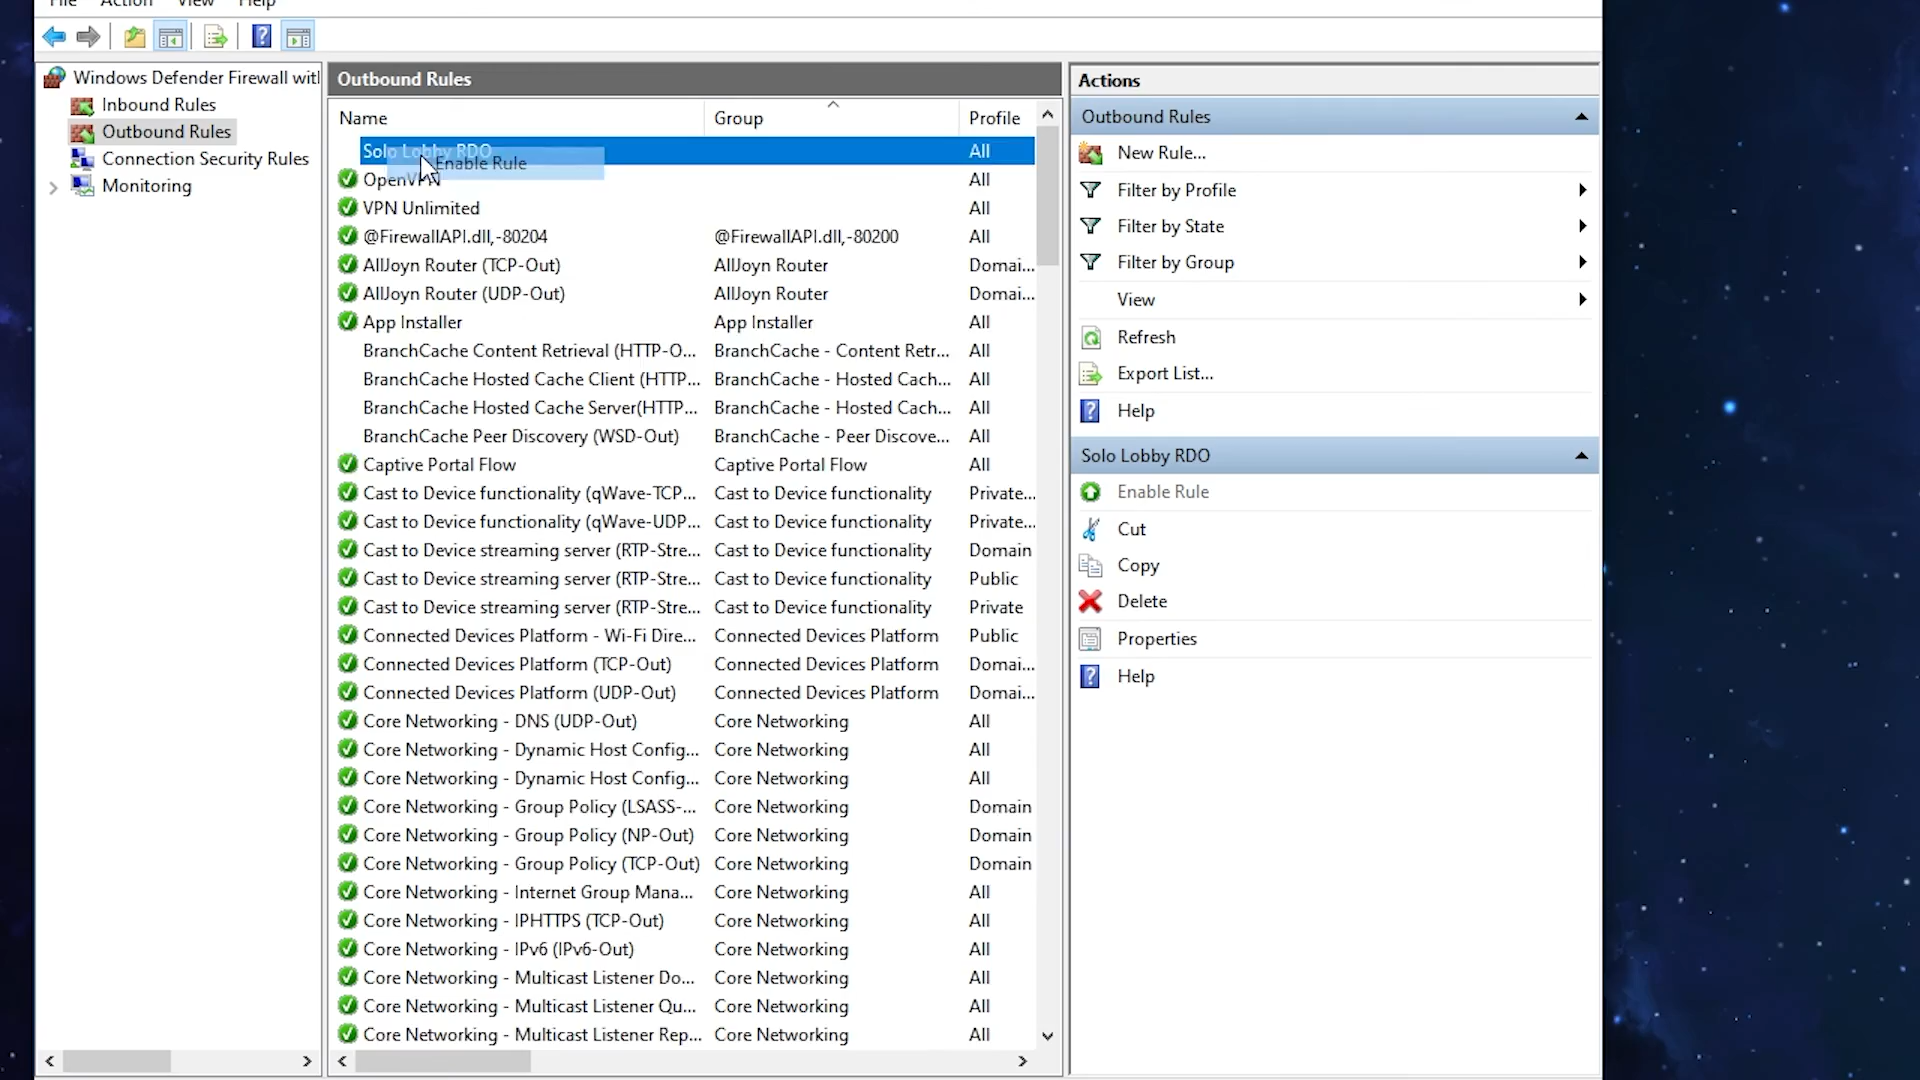 File Action View Help
Windows Defender Firewall with
Inbound Rules
Outbound Rules
Connection Security Rules
Monitoring
Outbound Rules
Name Group Profile
Solo Lobby RDO All
Enable Rule
OpenVPN All
VPN Unlimited All
@FirewallAPI.dll,-80204 @FirewallAPI.dll,-80200 All
AllJoyn Router (TCP-Out) AllJoyn Router Domai...
AllJoyn Router (UDP-Out) AllJoyn Router Domai...
App Installer App Installer All
BranchCache Content Retrieval (HTTP-O... BranchCache - Content Retr... All
BranchCache Hosted Cache Client (HTTP... BranchCache - Hosted Cach... All
BranchCache Hosted Cache Server(HTTP... BranchCache - Hosted Cach... All
BranchCache Peer Discovery (WSD-Out) BranchCache - Peer Discove... All
Captive Portal Flow Captive Portal Flow All
Cast to Device functionality (qWave-TCP... Cast to Device functionality Private...
Cast to Device functionality (qWave-UDP... Cast to Device functionality Private...
Cast to Device streaming server (RTP-Stre... Cast to Device functionality Domain
Cast to Device streaming server (RTP-Stre... Cast to Device functionality Public
Cast to Device streaming server (RTP-Stre... Cast to Device functionality Private
Connected Devices Platform - Wi-Fi Dire... Connected Devices Platform Public
Connected Devices Platform (TCP-Out) Connected Devices Platform Domai...
Connected Devices Platform (UDP-Out) Connected Devices Platform Domai...
Core Networking - DNS (UDP-Out) Core Networking All
Core Networking - Dynamic Host Config... Core Networking All
Core Networking - Dynamic Host Config... Core Networking All
Core Networking - Group Policy (LSASS-... Core Networking Domain
Core Networking - Group Policy (NP-Out) Core Networking Domain
Core Networking - Group Policy (TCP-Out) Core Networking Domain
Core Networking - Internet Group Mana... Core Networking All
Core Networking - IPHTTPS (TCP-Out) Core Networking All
Core Networking - IPv6 (IPv6-Out) Core Networking All
Core Networking - Multicast Listener Do... Core Networking All
Core Networking - Multicast Listener Qu... Core Networking All
Core Networking - Multicast Listener Rep... Core Networking All
Actions
Outbound Rules
New Rule...
Filter by Profile
Filter by State
Filter by Group
View
Refresh
Export List...
Help
Solo Lobby RDO
Enable Rule
Cut
Copy
Delete
Properties
Help